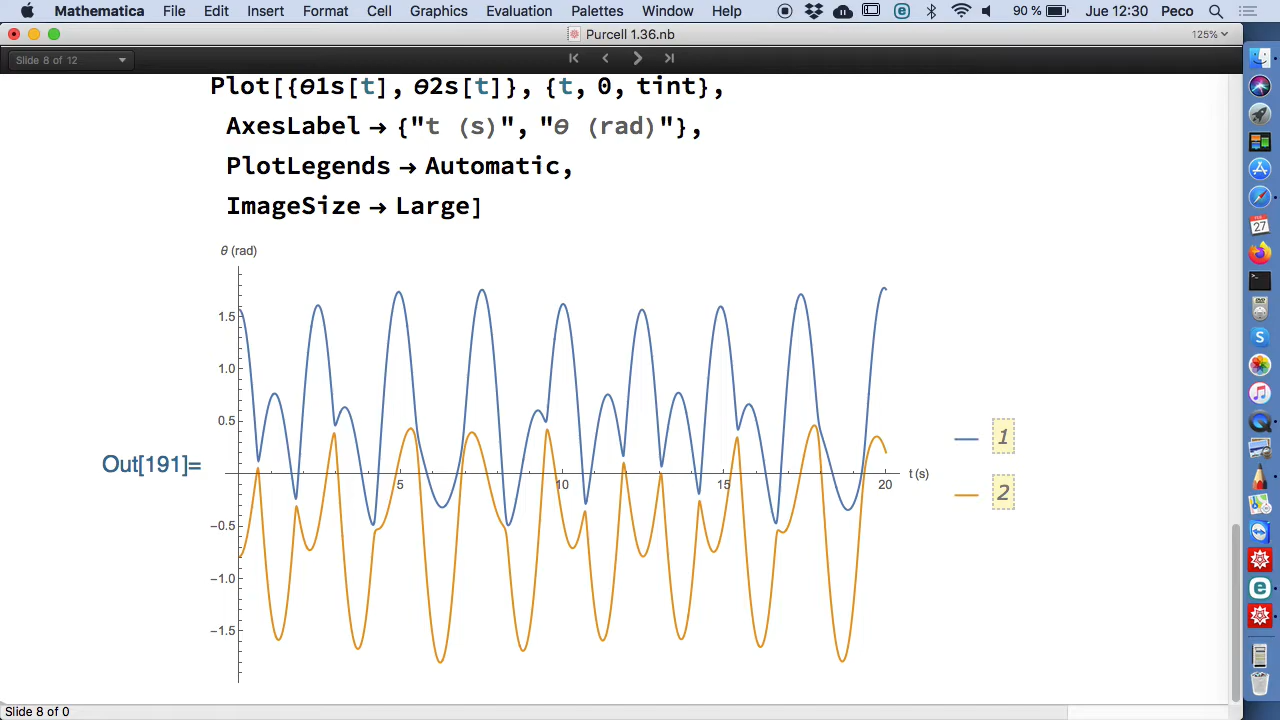 Mathematica File Edit Insert Format Cell Graphics Evaluation Palettes Window Help 90 % Jue 12:30 Peco
Purcell 1.36.nb 125%
Slide 8 of 12
Plot[{θ1s[t], θ2s[t]}, {t, 0, tint},
AxesLabel → {"t (s)", "θ (rad)"},
PlotLegends → Automatic,
ImageSize → Large]
θ (rad)
1.5
1.0
0.5
Out[191]=
5 10 15 20
t (s)
−0.5
−1.0
−1.5
1
2
27
Slide 8 of 0